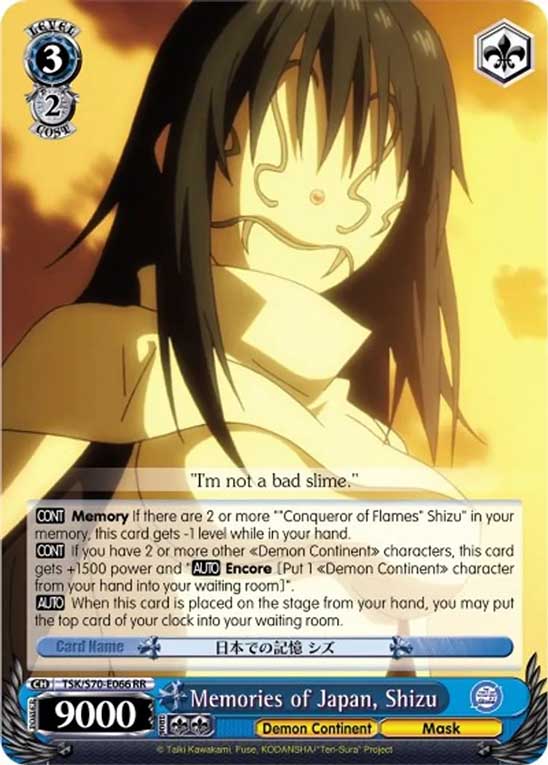 LEVEL
3
2
COST
"I'm not a bad slime."
CONT Memory If there are 2 or more ""Conqueror of Flames" Shizu" in your
memory, this card gets -1 level while in your hand.
CONT If you have 2 or more other «Demon Continent» characters, this card
gets +1500 power and "AUTO Encore [Put 1 «Demon Continent» character
from your hand into your waiting room]".
AUTO When this card is placed on the stage from your hand, you may put
the top card of your clock into your waiting room.
Card Name 日本での記憶 シズ
CH TSK/S70-E066 RR
Memories of Japan, Shizu
POWER 9000 SOUL Demon Continent Mask
© Taiki Kawakami, Fuse, KODANSHA/"Ten-Sura" Project